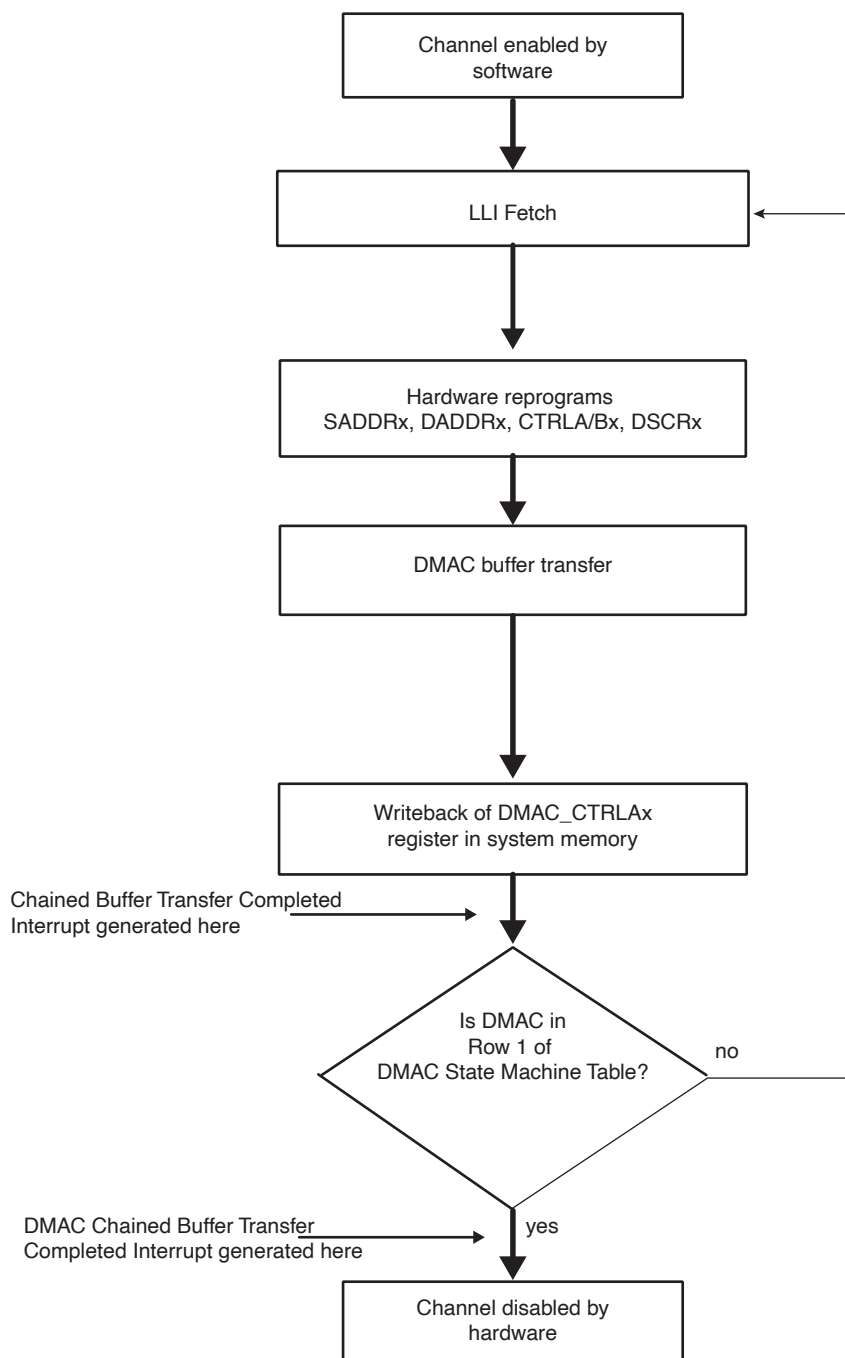 Channel enabled by
software
LLI Fetch
Hardware reprograms
SADDRx, DADDRx, CTRLA/Bx, DSCRx
DMAC buffer transfer
Writeback of DMAC_CTRLAx
register in system memory
Chained Buffer Transfer Completed
Interrupt generated here
Is DMAC in
Row 1 of
DMAC State Machine Table?
no
DMAC Chained Buffer Transfer
Completed Interrupt generated here
yes
Channel disabled by
hardware